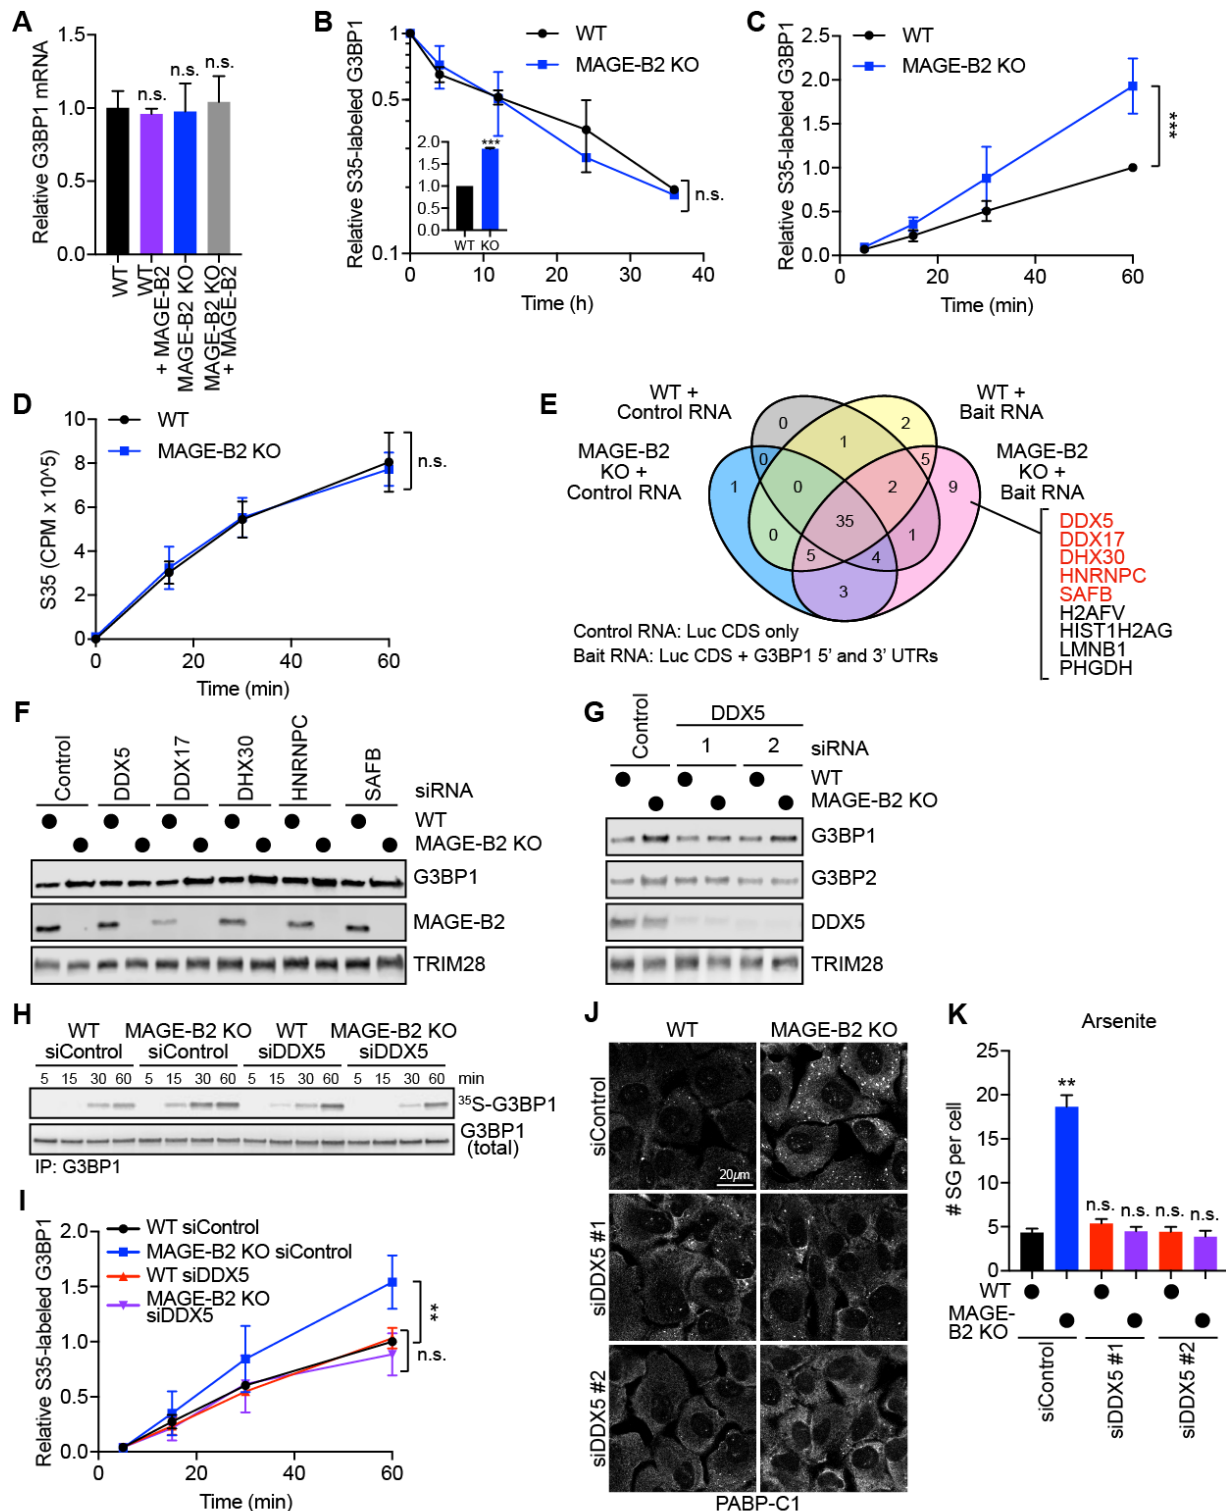 A
Relative G3BP1 mRNA
1.5
1.0
0.5
0.0
n.s.
n.s.
n.s.
WT
WT
+ MAGE-B2
MAGE-B2 KO
MAGE-B2 KO
+ MAGE-B2
B
Relative S35-labeled G3BP1
1
0.5
0.1
WT
MAGE-B2 KO
2.0
1.5
1.0
1.5
0.0
***
WT
KO
n.s.
0
10
20
30
40
Time (h)
C
Relative S35-labeled G3BP1
2.5
2.0
1.5
1.0
0.5
0.0
WT
MAGE-B2 KO
***
0
20
40
60
Time (min)
D
S35 (CPM x 10^5)
10
8
6
4
2
0
WT
MAGE-B2 KO
n.s.
0
20
40
60
Time (min)
E
WT +
Control RNA
WT +
Bait RNA
MAGE-B2
KO +
Control RNA
MAGE-B2
KO +
Bait RNA
0
2
1
0
5
1
0
2
9
35
0
1
5
4
3
DDX5
DDX17
DHX30
HNRNPC
SAFB
H2AFV
HIST1H2AG
LMNB1
PHGDH
Control RNA: Luc CDS only
Bait RNA: Luc CDS + G3BP1 5' and 3' UTRs
F
Control
DDX5
DDX17
DHX30
HNRNPC
SAFB
siRNA
WT
MAGE-B2 KO
G3BP1
MAGE-B2
TRIM28
G
Control
DDX5
1
2
siRNA
WT
MAGE-B2 KO
G3BP1
G3BP2
DDX5
TRIM28
H
WT
siControl
MAGE-B2 KO
siControl
WT
siDDX5
MAGE-B2 KO
siDDX5
5 15 30 60 5 15 30 60 5 15 30 60 5 15 30 60 min
35S-G3BP1
G3BP1
(total)
IP: G3BP1
I
Relative S35-labeled G3BP1
2.0
1.5
1.0
0.5
0.0
WT siControl
MAGE-B2 KO siControl
WT siDDX5
MAGE-B2 KO
siDDX5
**
n.s.
0
20
40
60
Time (min)
J
WT
MAGE-B2 KO
siControl
20µm
siDDX5 #1
siDDX5 #2
PABP-C1
K
Arsenite
# SG per cell
25
20
15
10
5
0
**
n.s.
n.s.
n.s.
n.s.
WT
MAGE-
B2 KO
siControl
siDDX5 #1
siDDX5 #2